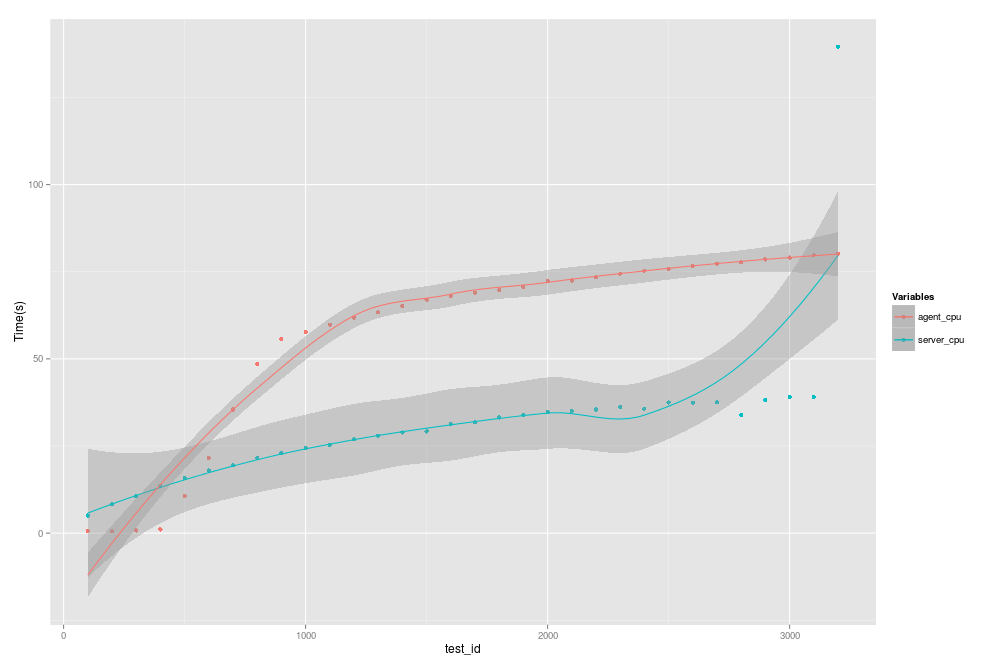 100
50
0
0
1000
2000
3000
Time(s)
test_id
Variables
agent_cpu
server_cpu